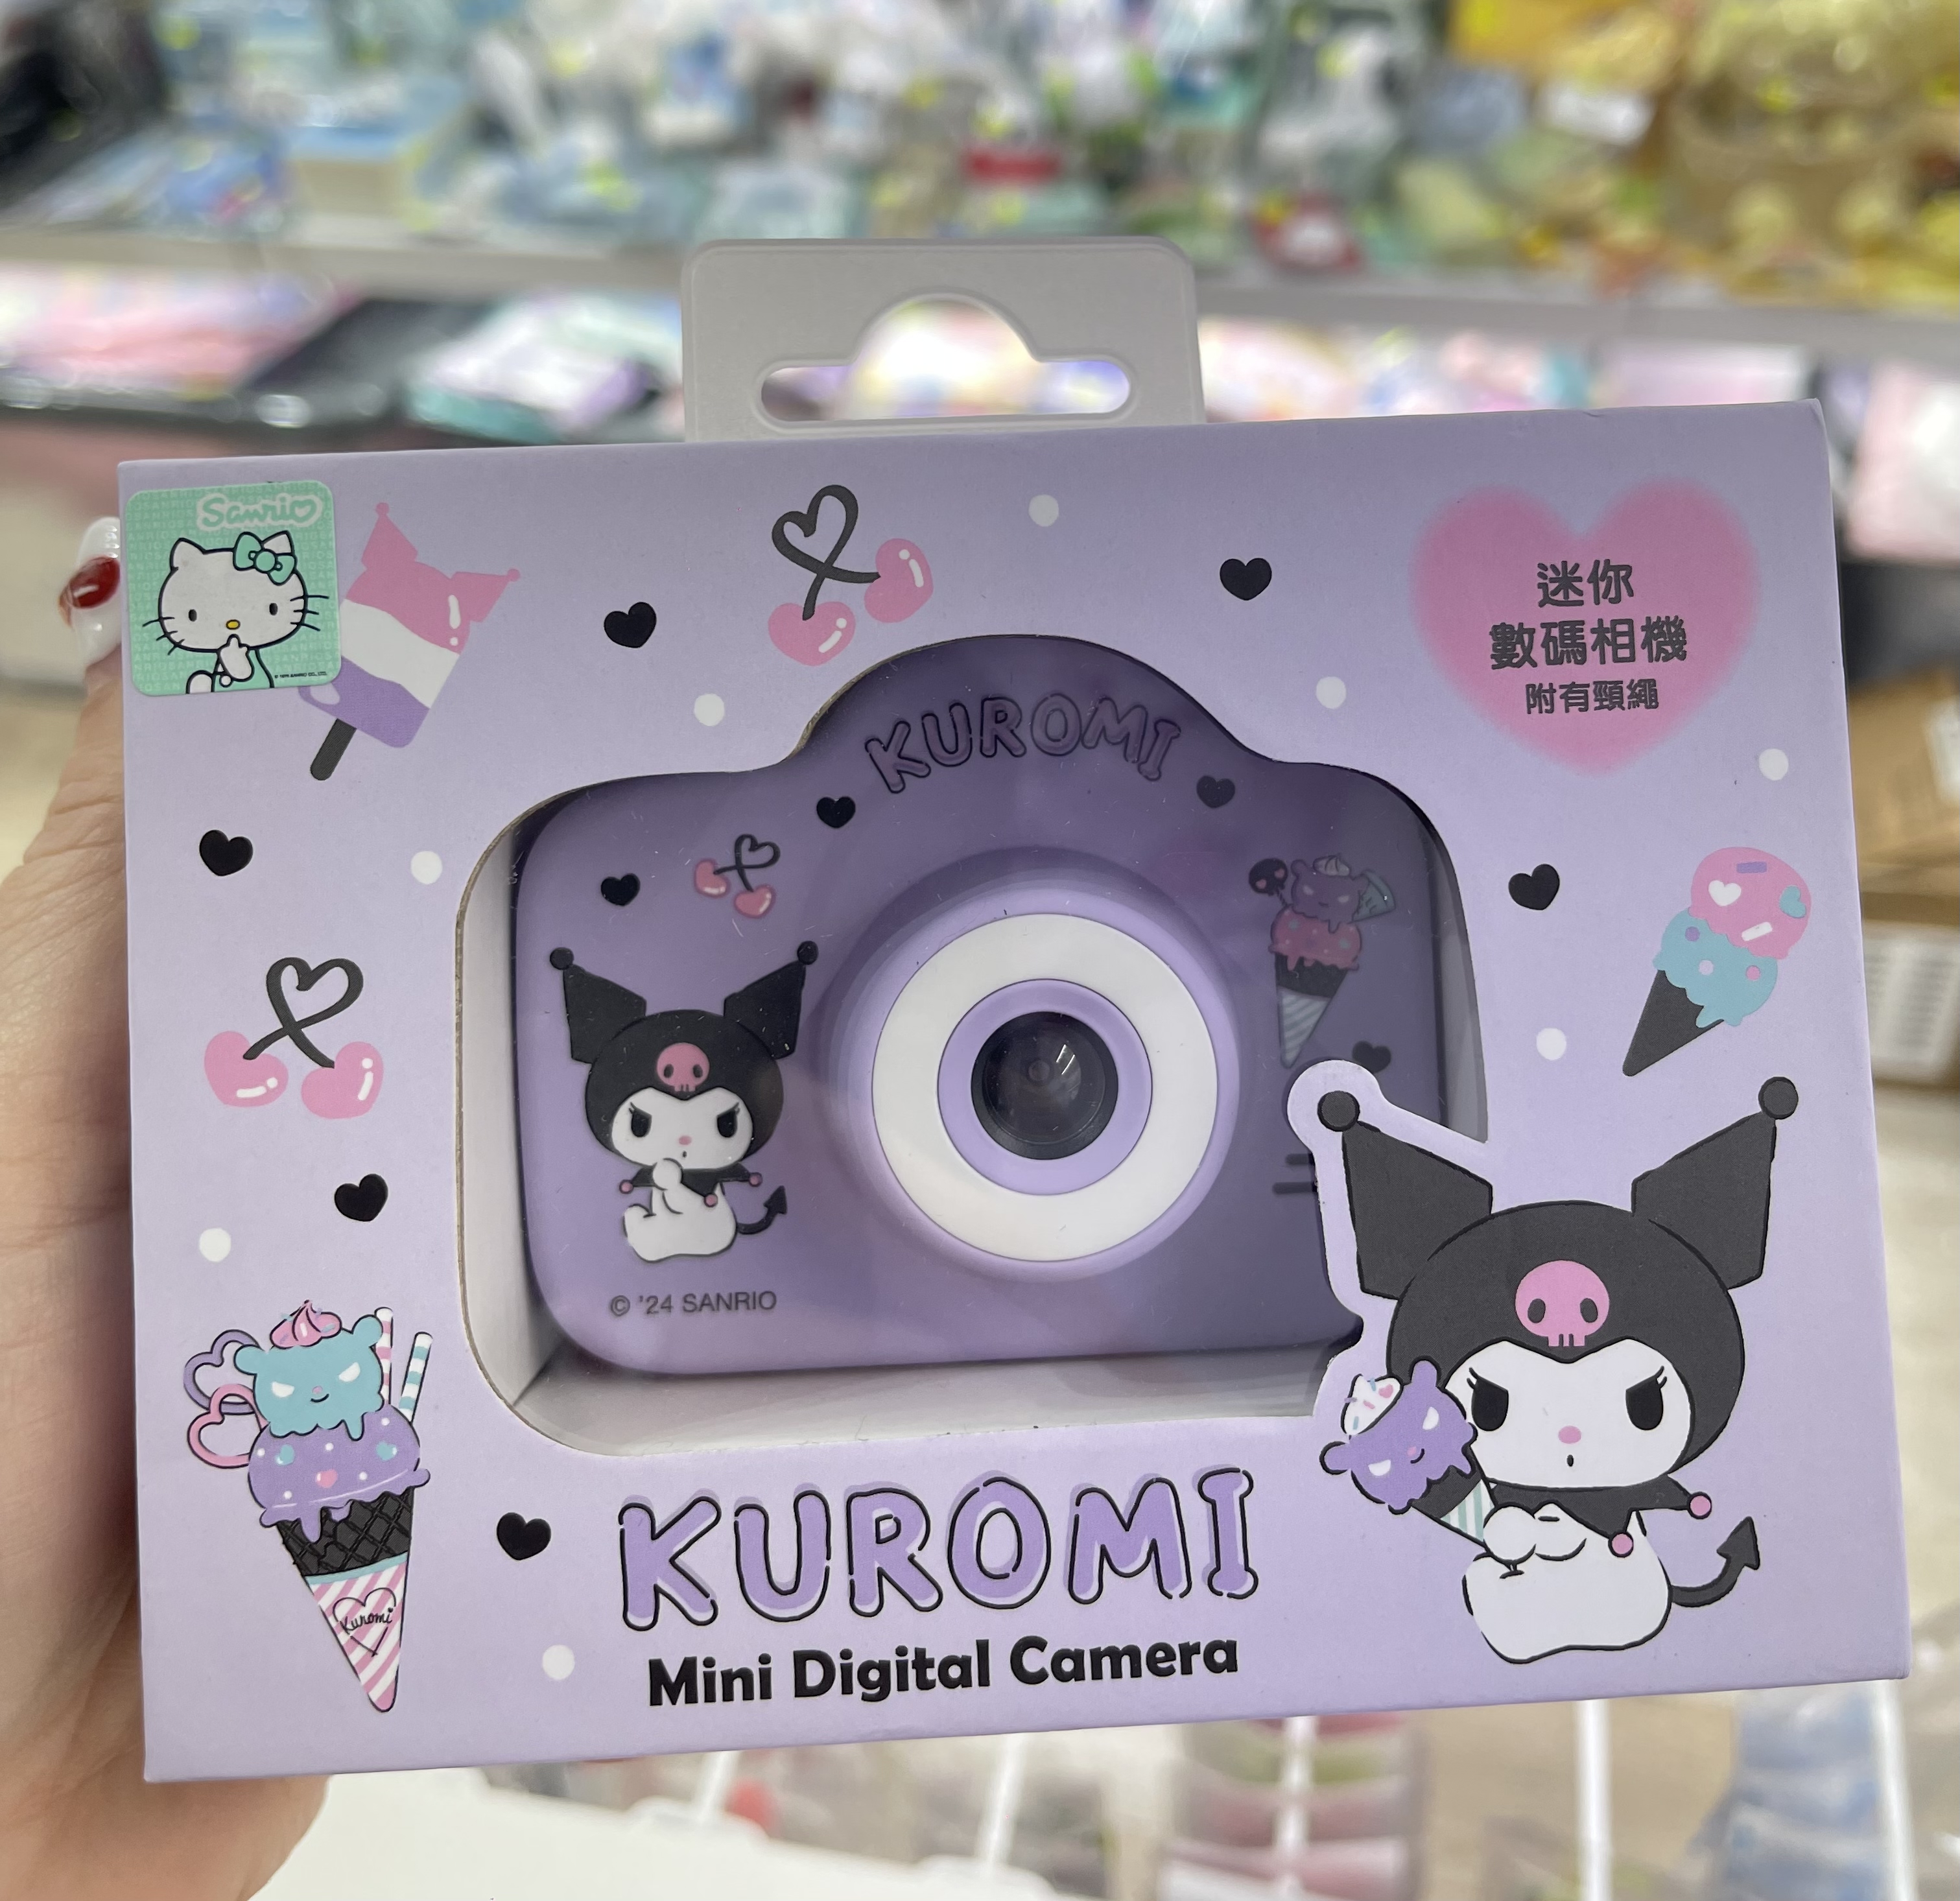 Sanrio
迷你
數碼相機
附有頸繩
KUROMI
© '24 SANRIO
Kuromi
KUROMI
Mini Digital Camera